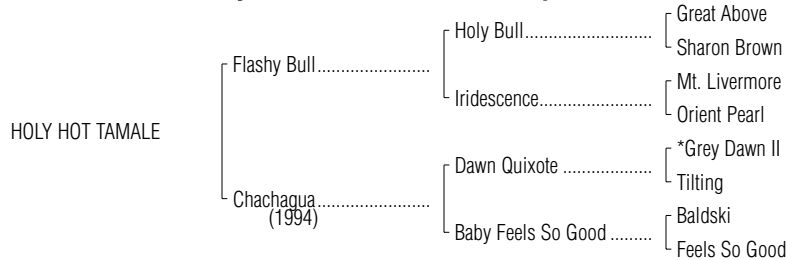 Great Above
Holy Bull..........................
Sharon Brown
Flashy Bull.......................
Mt. Livermore
Iridescence.......................
Orient Pearl
HOLY HOT TAMALE
*Grey Dawn II
Dawn Quixote ..................
Tilting
Chachagua.......................
(1994)
Baldski
Baby Feels So Good .........
Feels So Good